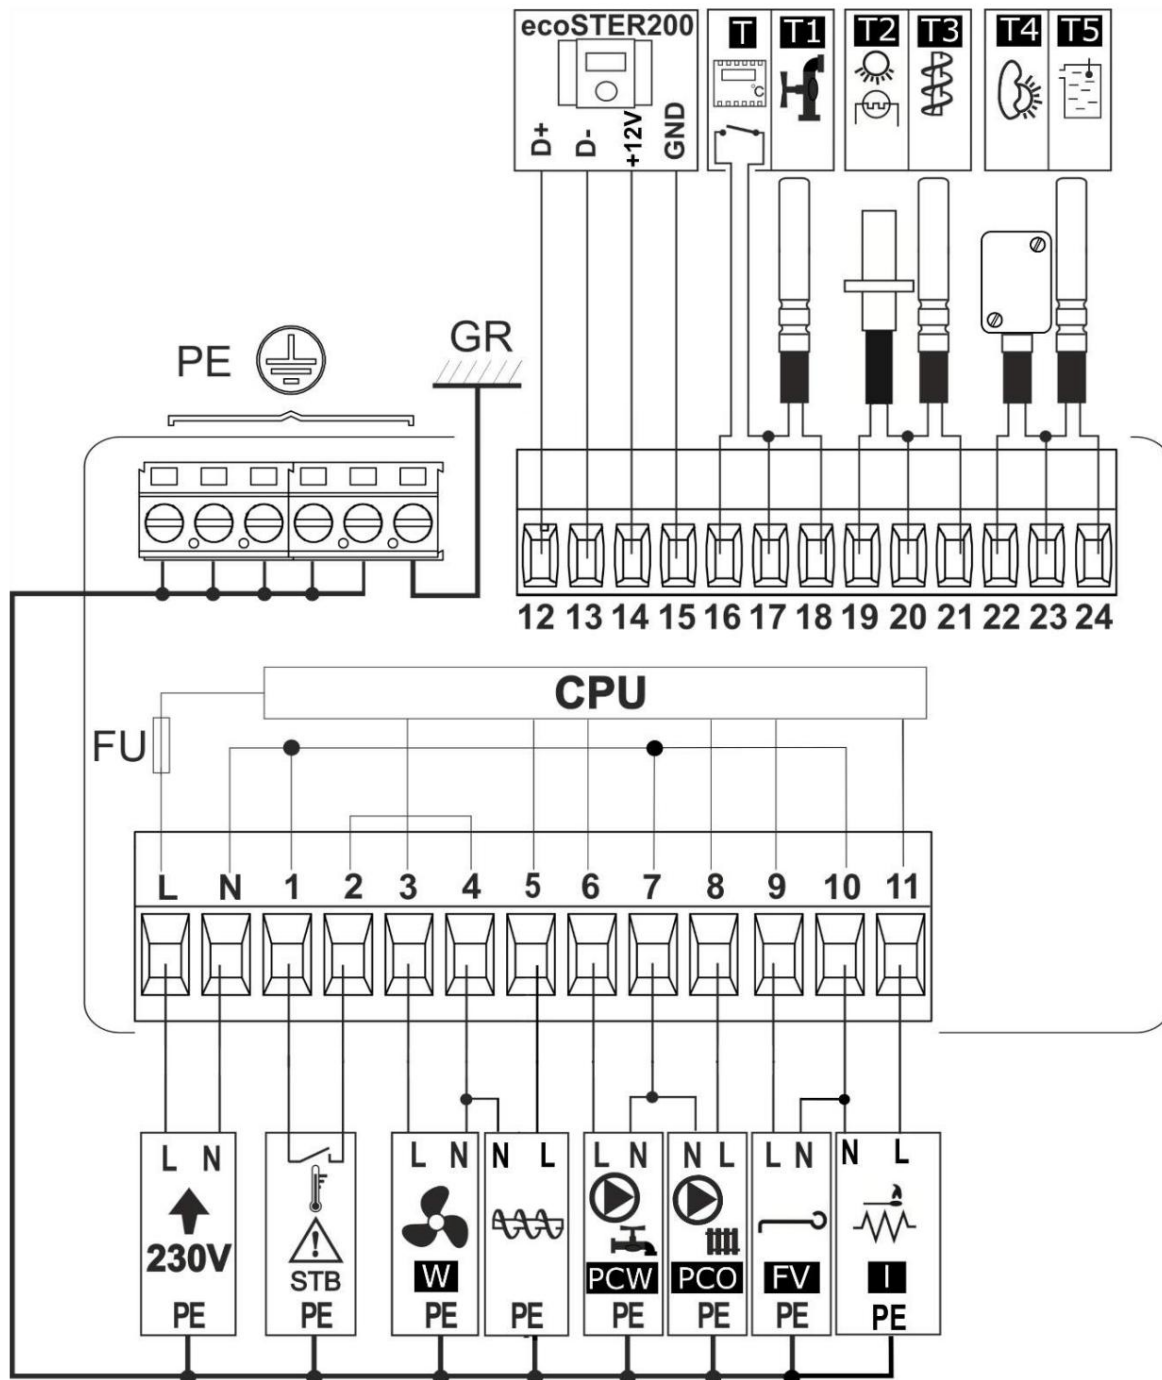 ecoSTER200
T T1 T2 T3 T4 T5
°C
D+ D- +12V GND
PE
GR
12 13 14 15 16 17 18 19 20 21 22 23 24
CPU
FU
L N 1 2 3 4 5 6 7 8 9 10 11
L N L N N L L N N L L N N L
230V
STB
W PCW PCO FV I
PE PE PE PE PE PE PE PE